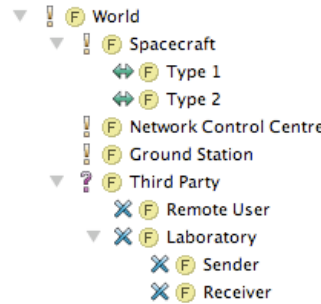 ! F World
! F Spacecraft
F Type 1
F Type 2
! F Network Control Centre
! F Ground Station
? F Third Party
F Remote User
F Laboratory
F Sender
F Receiver